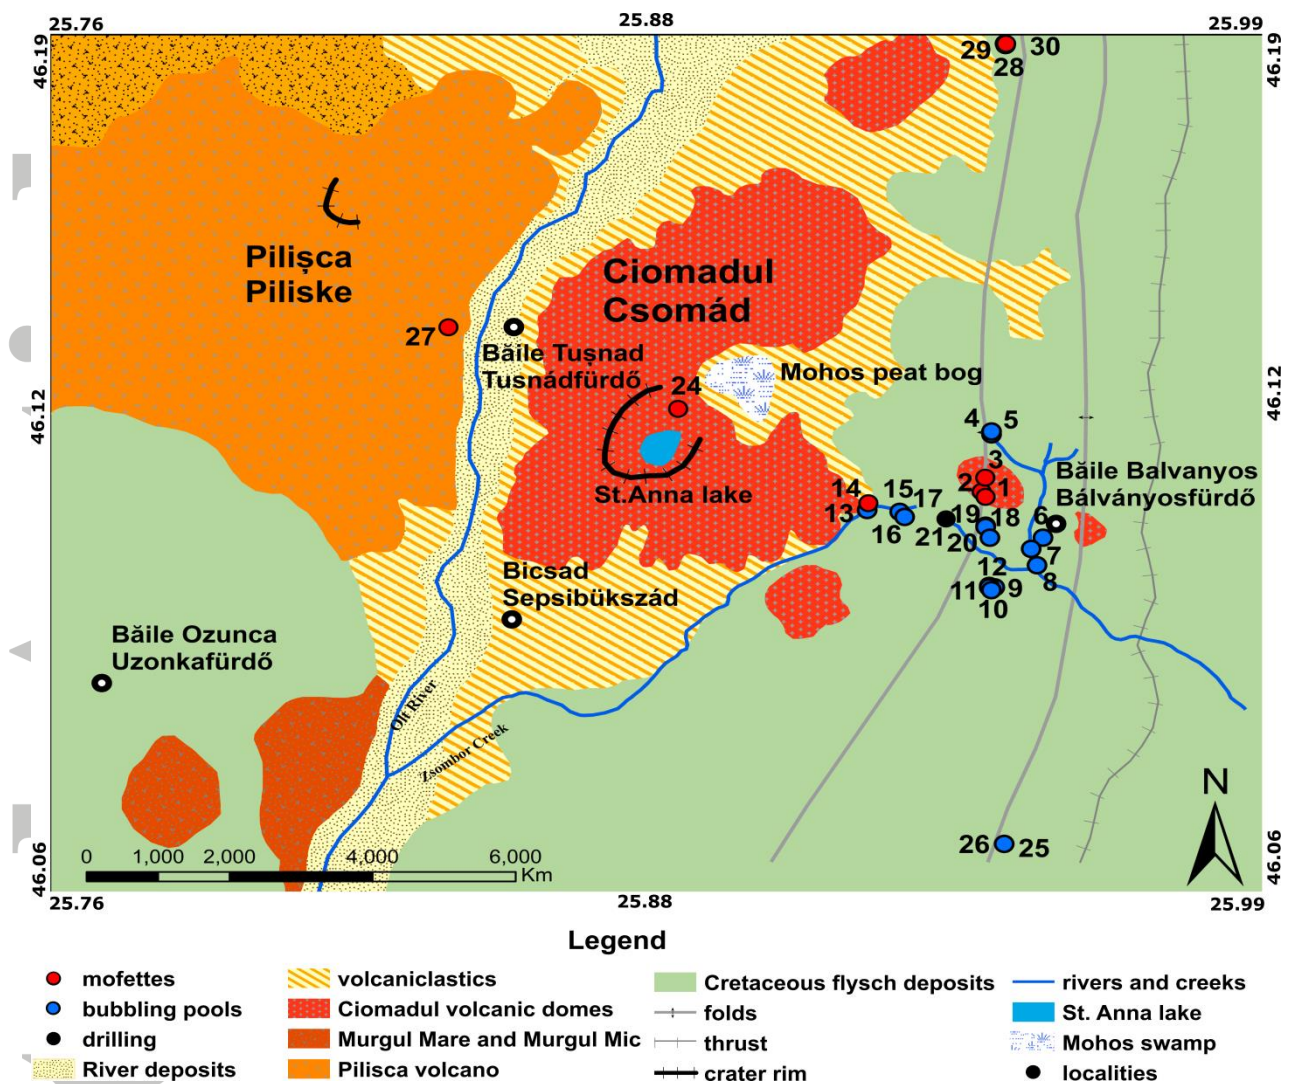 25.76
25.88
25.99
46.19
46.19
29
30
28
Pilișca
Piliske
Ciomadul
Csomád
27
Băile Tușnad
Tusnádfürdő
Mohos peat bog
24
46.12
46.12
4
5
3
Băile Balvanyos
Bálványosfürdő
St.Anna lake
2
1
14
15
17
13
16
21
19
18
6
20
7
Bicsad
Sepsibükszád
12
8
11
9
10
Băile Ozunca
Uzonkafürdő
Olt River
Zsombor Creek
N
26
25
0
1,000
2,000
4,000
6,000
Km
46.06
46.06
25.76
25.88
25.99
Legend
mofettes
volcaniclastics
Cretaceous flysch deposits
rivers and creeks
bubbling pools
Ciomadul volcanic domes
folds
St. Anna lake
drilling
Murgul Mare and Murgul Mic
thrust
Mohos swamp
River deposits
Pilisca volcano
crater rim
localities